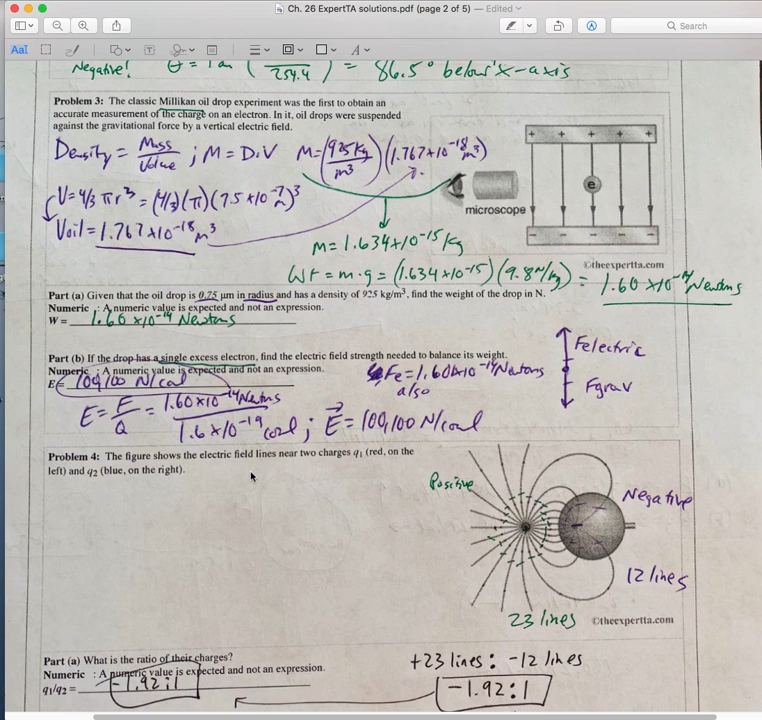 Ch. 26 ExpertTA solutions.pdf (page 2 of 5) — Edited
Search
AaI
Negative! θ = Tan ( /254.4 ) = 86.5° below x-axis
Problem 3: The classic Millikan oil drop experiment was the first to obtain an
accurate measurement of the charge on an electron. In it, oil drops were suspended
against the gravitational force by a vertical electric field.
Density = Mass/Volume ; M = D·V M = (925 kg/m³)(1.767×10⁻¹⁸ m³)
V = 4/3 πr³ = (4/3)(π)(7.5×10⁻⁷)³
Voil = 1.767×10⁻¹⁸ m³
+ + + + +
e
microscope
− − − − −
M = 1.634×10⁻¹⁵ kg
©theexpertta.com
Wt = m·g = (1.634×10⁻¹⁵)(9.8 N/kg) = 1.60×10⁻¹⁴ Newtons
Part (a) Given that the oil drop is 0.75 μm in radius and has a density of 925 kg/m³, find the weight of the drop in N.
Numeric : A numeric value is expected and not an expression.
W = 1.60×10⁻¹⁴ Newtons
Part (b) If the drop has a single excess electron, find the electric field strength needed to balance its weight.
Numeric : A numeric value is expected and not an expression.
E = 100,100 N/coul
Fe = 1.60×10⁻¹⁴ Newtons
also
Felectric
Fgrav
E = F/Q = 1.60×10⁻¹⁴ Newtns / 1.6×10⁻¹⁹ coul ; E = 100,100 N/coul
Problem 4: The figure shows the electric field lines near two charges q1 (red, on the
left) and q2 (blue, on the right).
Positive
Negative
12 lines
23 lines
©theexpertta.com
Part (a) What is the ratio of their charges?
Numeric : A numeric value is expected and not an expression.
q1/q2 = −1.92:1
+23 lines : −12 lines
−1.92:1